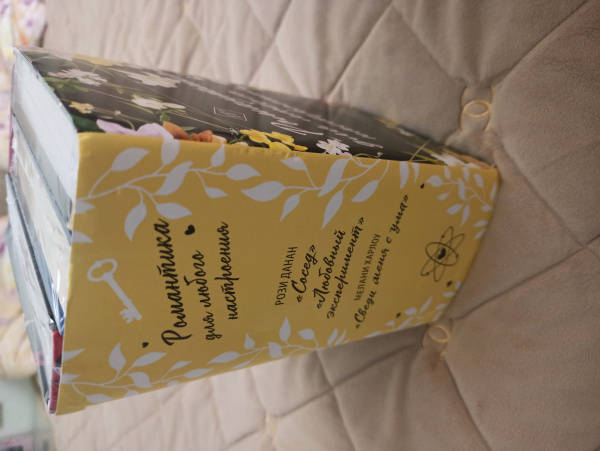 Романтика
для любого
настроения
РОЗИ ДАНАН
«Сосед»
«Любовный
эксперимент»
МЕЛАНИ ХАРЛОУ
«Сведи меня с ума»